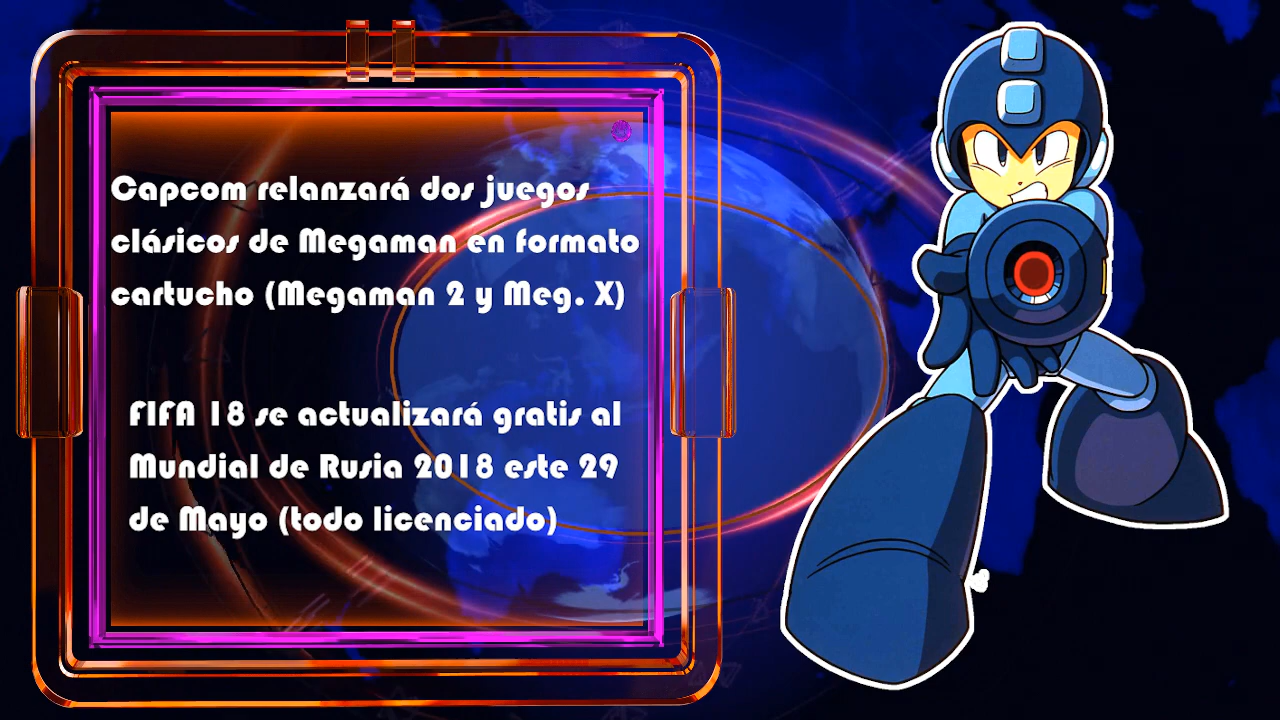 Capcom relanzará dos juegos
clásicos de Megaman en formato
cartucho (Megaman 2 y Meg. X)
FIFA 18 se actualizará gratis al
Mundial de Rusia 2018 este 29
de Mayo (todo licenciado)